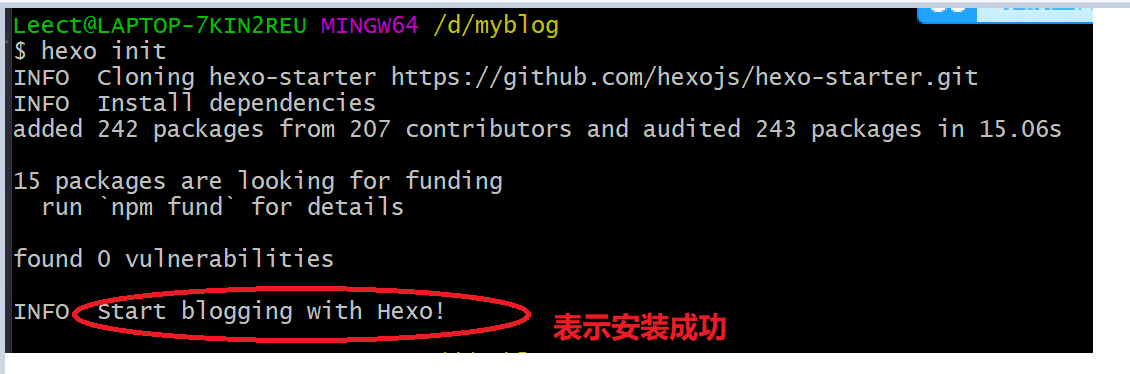 Leect@LAPTOP-7KIN2REU MINGW64 /d/myblog
$ hexo init
INFO  Cloning hexo-starter https://github.com/hexojs/hexo-starter.git
INFO  Install dependencies
added 242 packages from 207 contributors and audited 243 packages in 15.06s
15 packages are looking for funding
  run `npm fund` for details
found 0 vulnerabilities
INFO  Start blogging with Hexo!
表示安装成功